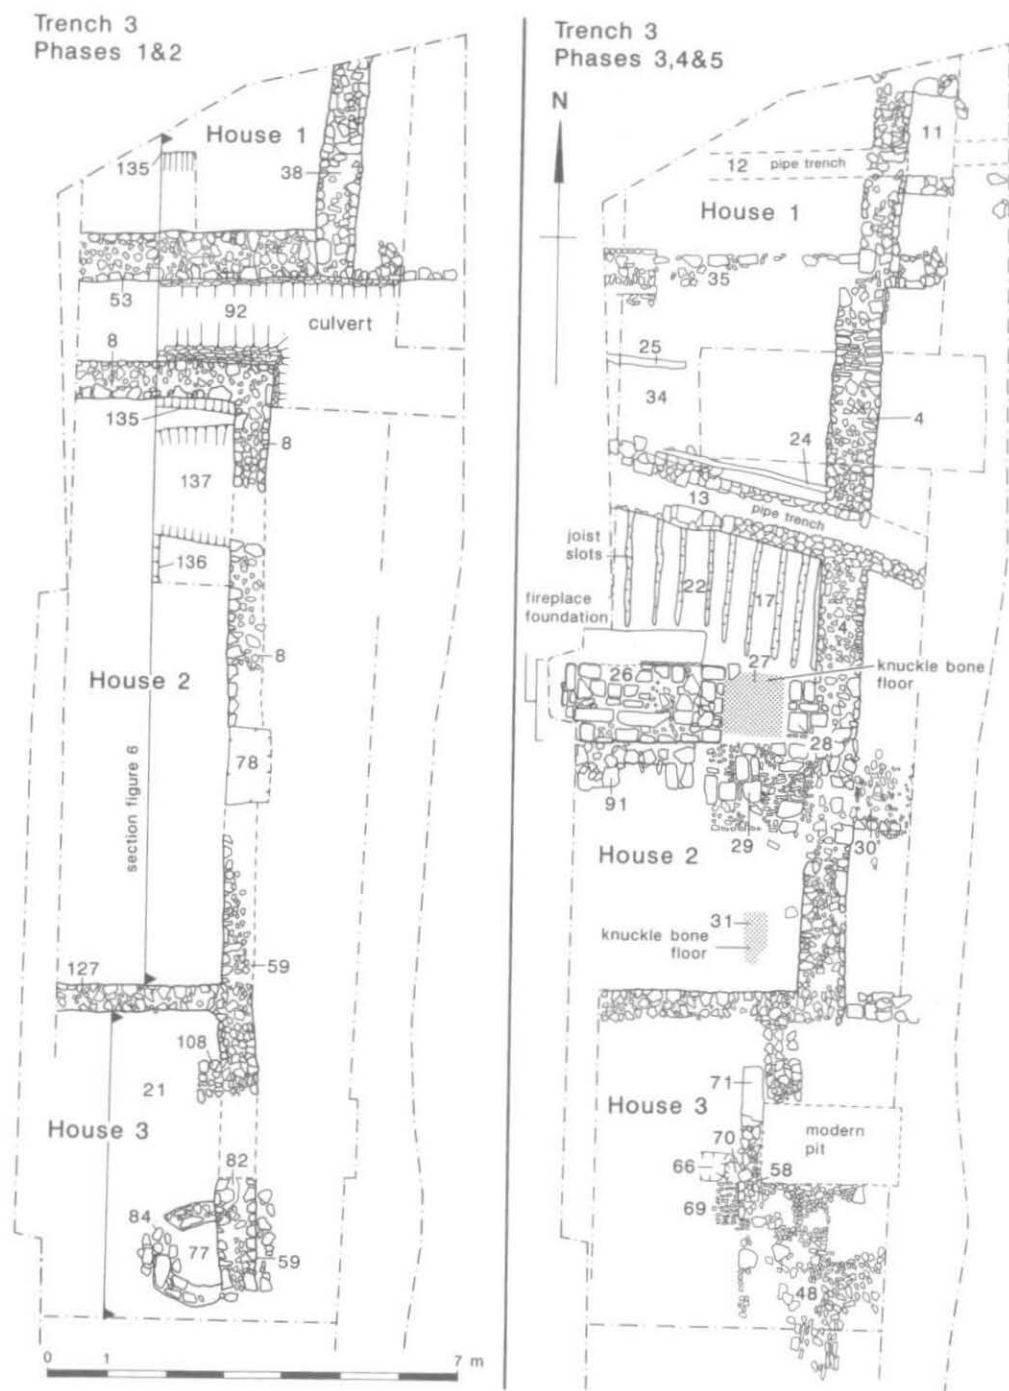 Trench 3
Phases 1&2
House 1
135
38
53
92
culvert
8
135
8
137
136
8
House 2
78
section figure 6
127
59
108
21
House 3
82
84
77
59
0 1 7 m
Trench 3
Phases 3,4&5
N
11
12 pipe trench
House 1
35
25
34
4
24
13
pipe trench
joist
slots
22
17
4
fireplace
foundation
27
26
knuckle bone
floor
28
91
29
30
House 2
31
knuckle bone
floor
71
House 3
modern
pit
70
66
58
69
48